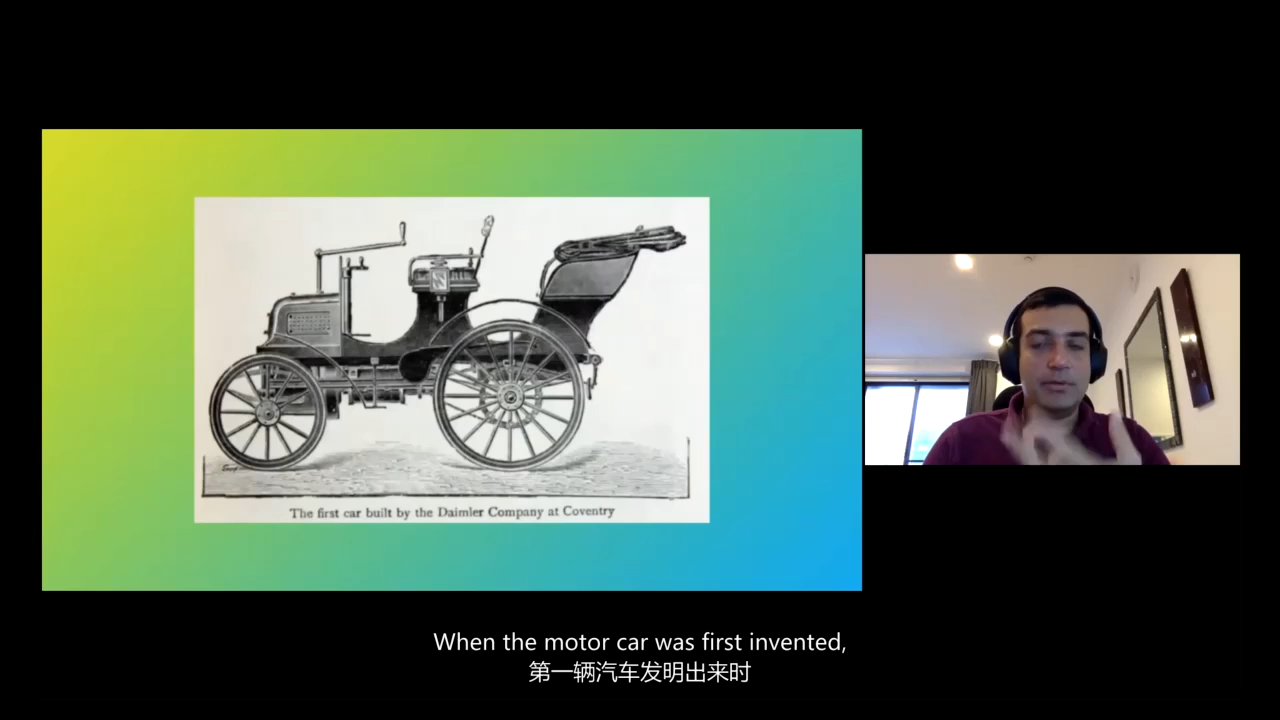 The first car built by the Daimler Company at Coventry
When the motor car was first invented,
第一辆汽车发明出来时